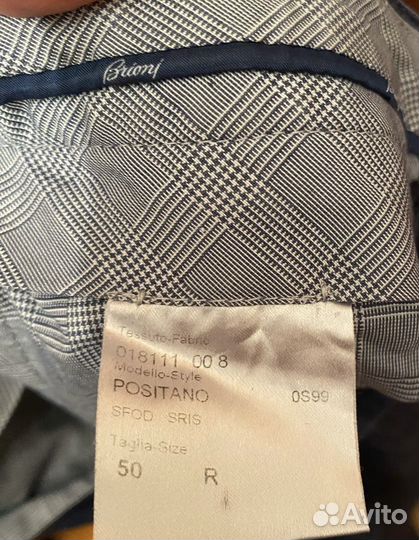 Brioni
Tessuto-Fabric
018111 00 8
Modello-Style
POSITANO 0S99
SFOD SRIS
Taglia-Size
50 R
Avito